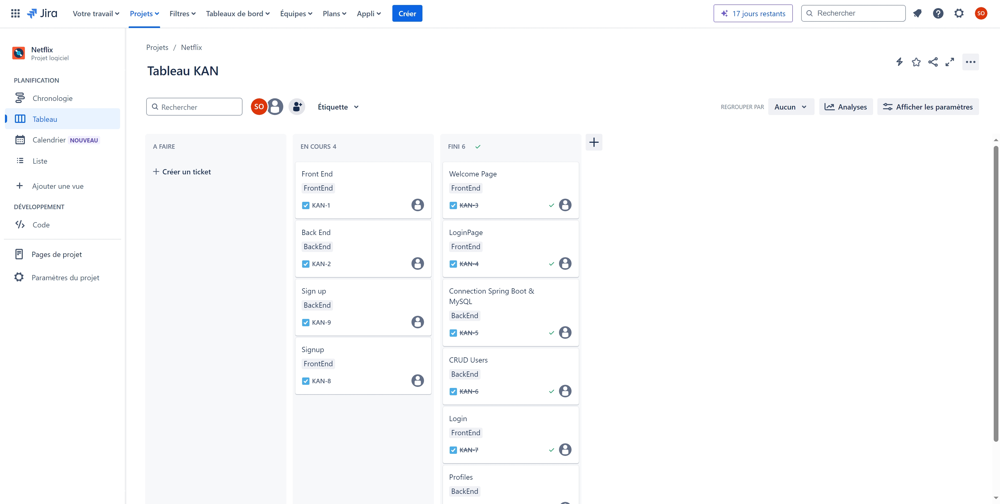 Jira Votre travail Projets Filtres Tableaux de bord Équipes Plans Appli Créer 17 jours restants Rechercher SO
Netflix
Projet logiciel
PLANIFICATION
Chronologie
Tableau
Calendrier NOUVEAU
Liste
Ajouter une vue
DÉVELOPPEMENT
Code
Pages de projet
Paramètres du projet
Projets / Netflix
Tableau KAN
Rechercher SO Étiquette REGROUPER PAR Aucun Analyses Afficher les paramètres
A FAIRE
+ Créer un ticket
EN COURS 4
Front End
FrontEnd
KAN-1
Back End
BackEnd
KAN-2
Sign up
BackEnd
KAN-9
Signup
FrontEnd
KAN-8
FINI 6
Welcome Page
FrontEnd
KAN-3
LoginPage
FrontEnd
KAN-4
Connection Spring Boot &
MySQL
BackEnd
KAN-5
CRUD Users
BackEnd
KAN-6
Login
FrontEnd
KAN-7
Profiles
BackEnd